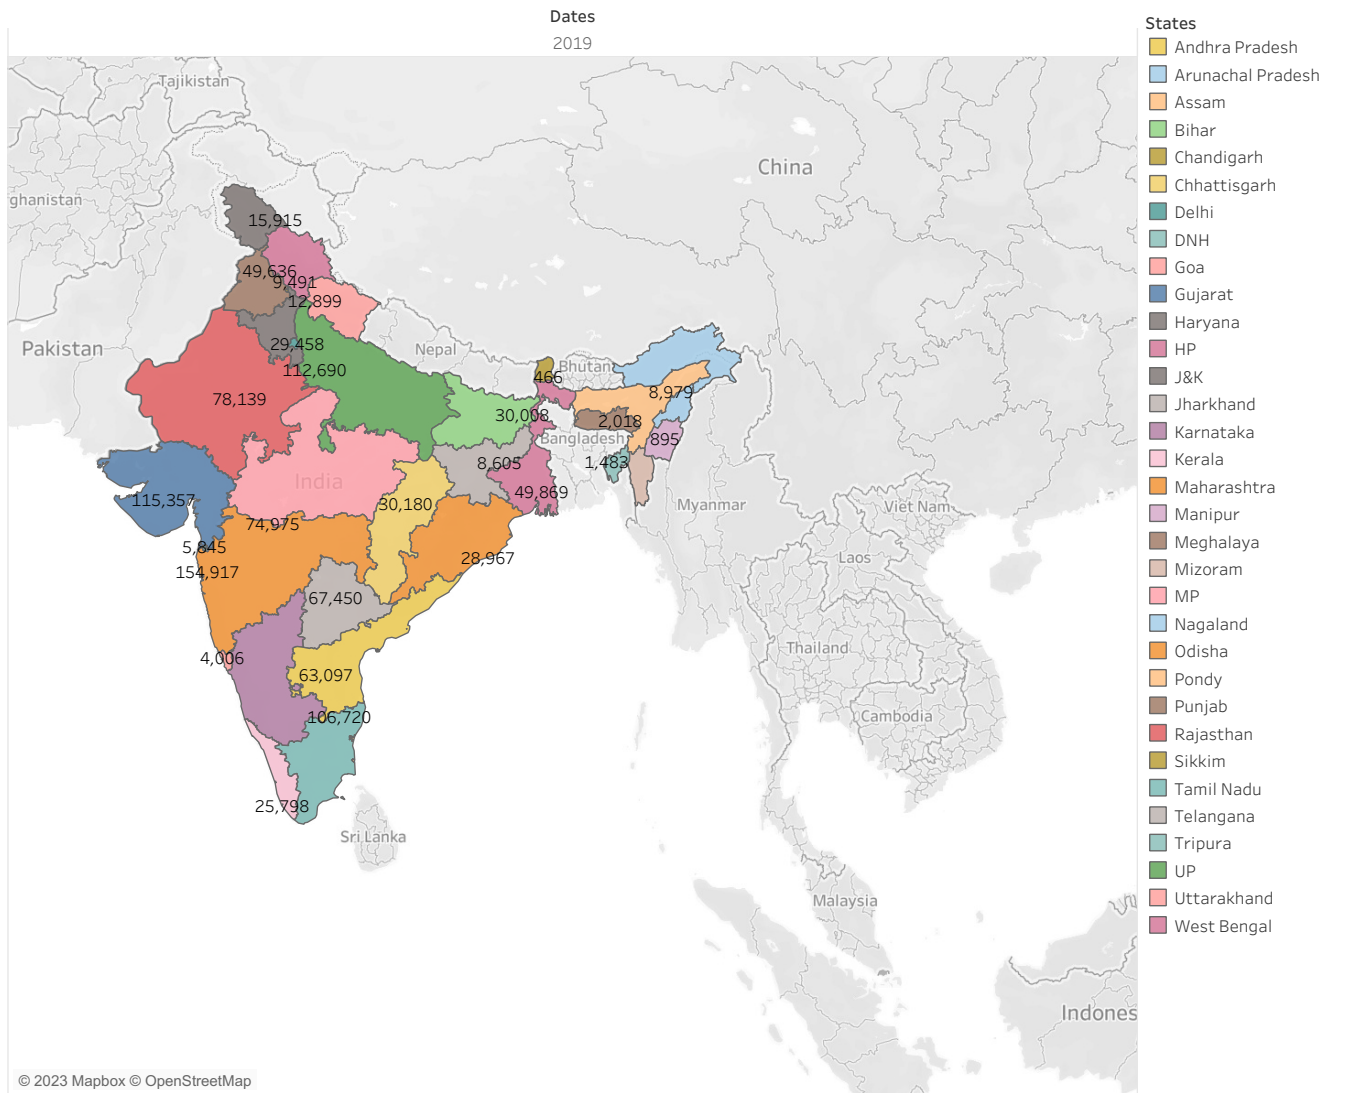 Dates
2019
States
Andhra Pradesh
Arunachal Pradesh
Assam
Bihar
Chandigarh
Chhattisgarh
Delhi
DNH
Goa
Gujarat
Haryana
HP
J&K
Jharkhand
Karnataka
Kerala
Maharashtra
Manipur
Meghalaya
Mizoram
MP
Nagaland
Odisha
Pondy
Punjab
Rajasthan
Sikkim
Tamil Nadu
Telangana
Tripura
UP
Uttarakhand
West Bengal
Tajikistan
China
ghanistan
15,915
49,636
9,491
12,899
Pakistan
29,458
Nepal
112,690
Bhutan
466
8,979
78,139
30,008
2,018
Bangladesh
895
8,605
1,483
India
115,357
49,869
30,180
Myanmar
Viet Nam
74,975
5,845
28,967
Laos
154,917
67,450
Thailand
4,006
63,097
106,720
Cambodia
25,798
Sri Lanka
Malaysia
Indones
© 2023 Mapbox © OpenStreetMap